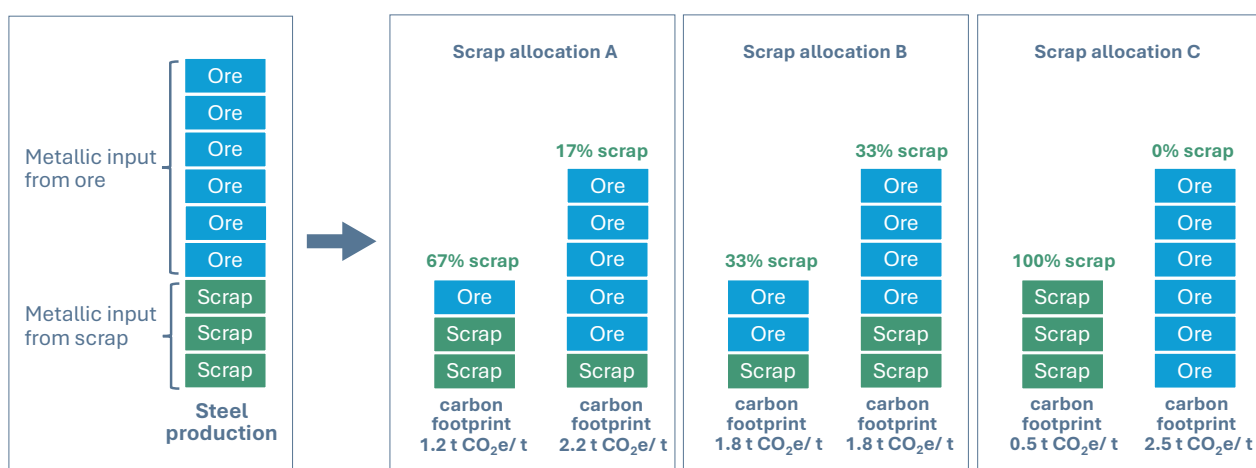 Metallic input
from ore
Ore
Ore
Ore
Ore
Ore
Ore
Metallic input
from scrap
Scrap
Scrap
Scrap
Steel
production
Scrap allocation A
67% scrap
Ore
Scrap
Scrap
carbon
footprint
1.2 t CO₂e/ t
17% scrap
Ore
Ore
Ore
Ore
Ore
Scrap
carbon
footprint
2.2 t CO₂e/ t
Scrap allocation B
33% scrap
Ore
Ore
Scrap
carbon
footprint
1.8 t CO₂e/ t
33% scrap
Ore
Ore
Ore
Ore
Scrap
Scrap
carbon
footprint
1.8 t CO₂e/ t
Scrap allocation C
100% scrap
Scrap
Scrap
Scrap
carbon
footprint
0.5 t CO₂e/ t
0% scrap
Ore
Ore
Ore
Ore
Ore
Ore
carbon
footprint
2.5 t CO₂e/ t